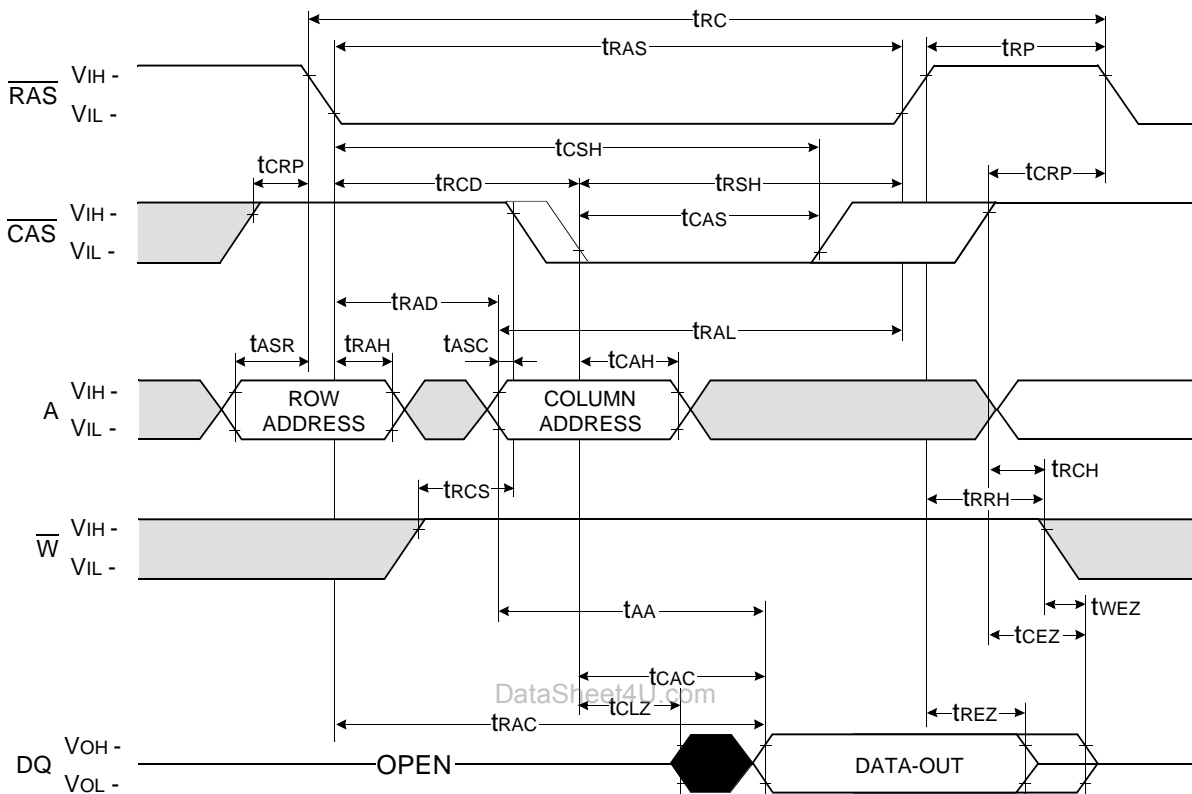 tRC
tRAS
tRP
RAS
VIH -
VIL -
tCSH
tCRP
tRCD
tRSH
tCRP
CAS
VIH -
VIL -
tCAS
tRAD
tRAL
tASR
tRAH
tASC
tCAH
A
VIH -
VIL -
ROW
ADDRESS
COLUMN
ADDRESS
tRCS
tRCH
tRRH
W
VIH -
VIL -
tAA
tWEZ
tCEZ
tCAC
DataSheet4U.com
tCLZ
tRAC
tREZ
DQ
VOH -
VOL -
OPEN
DATA-OUT